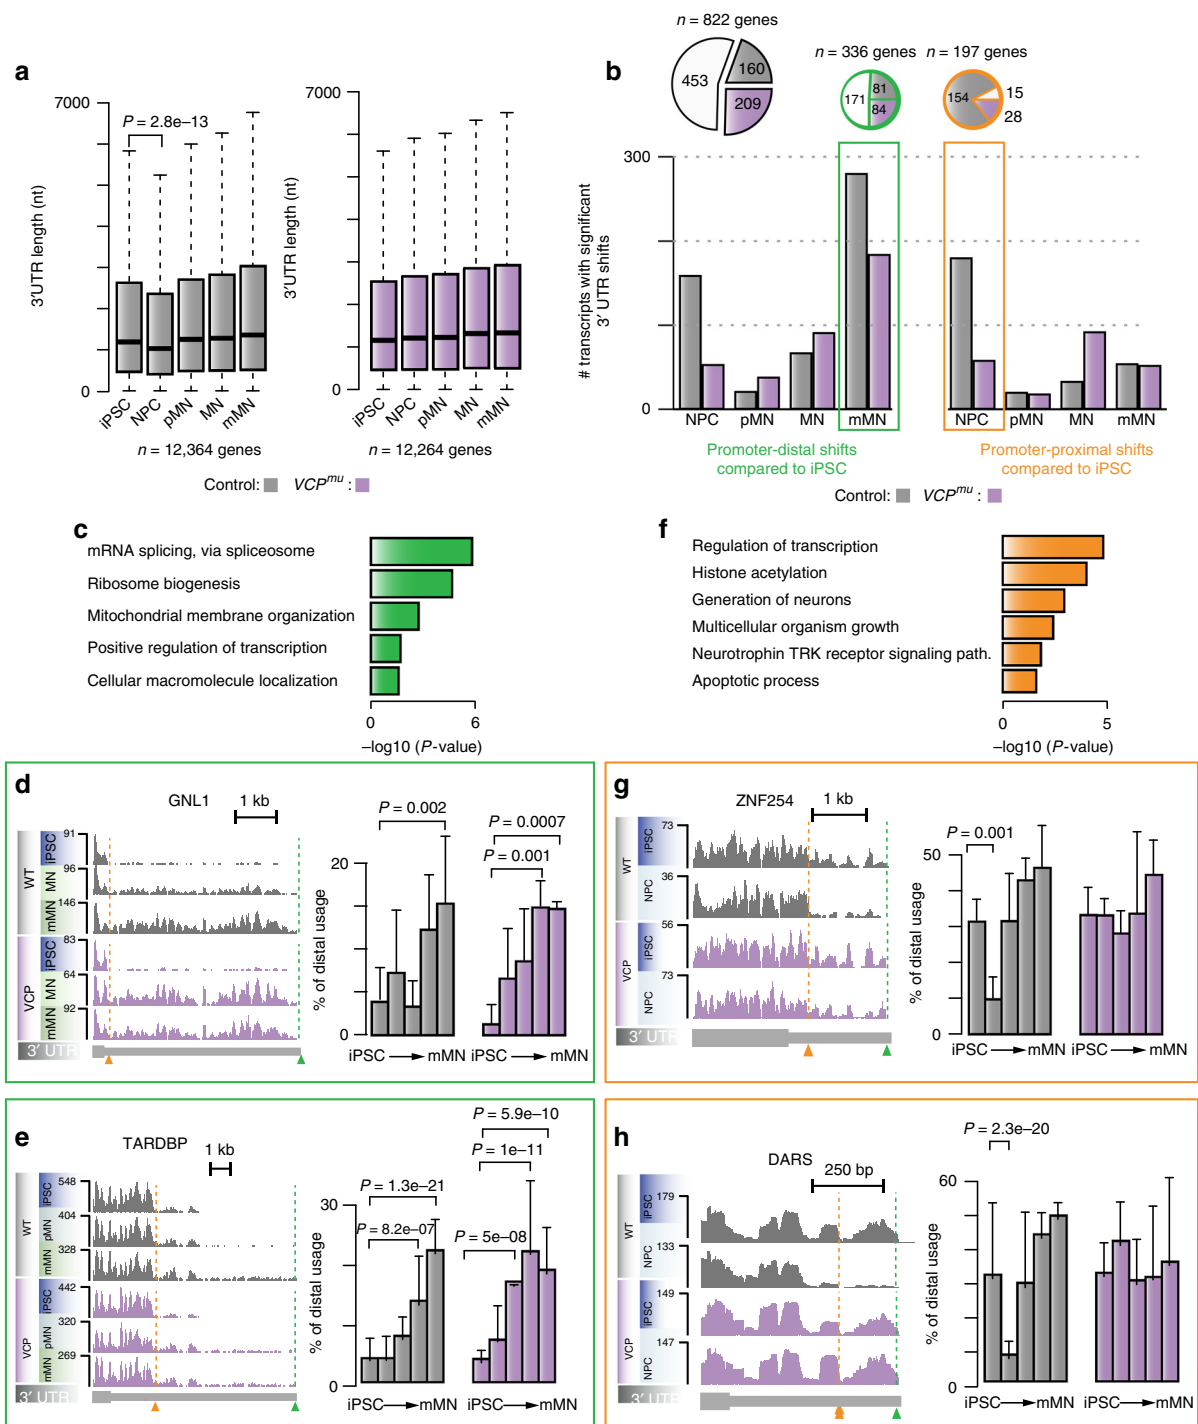 a
7000
P = 2.8e–13
3′UTR length (nt)
0
iPSC
NPC
pMN
MN
mMN
n = 12,364 genes
7000
3′UTR length (nt)
0
iPSC
NPC
pMN
MN
mMN
n = 12,264 genes
Control:
VCPmu :
b
n = 822 genes
453
160
209
n = 336 genes
171
81
84
n = 197 genes
154
15
28
300
# transcripts with significant
3′ UTR shifts
0
NPC
pMN
MN
mMN
NPC
pMN
MN
mMN
Promoter-distal shifts
compared to iPSC
Promoter-proximal shifts
compared to iPSC
Control:
VCPmu :
c
mRNA splicing, via spliceosome
Ribosome biogenesis
Mitochondrial membrane organization
Positive regulation of transcription
Cellular macromolecule localization
0
6
–log10 (P-value)
f
Regulation of transcription
Histone acetylation
Generation of neurons
Multicellular organism growth
Neurotrophin TRK receptor signaling path.
Apoptotic process
0
5
–log10 (P-value)
d
GNL1
1 kb
WT
VCP
iPSC
MN
mMN
iPSC
MN
mMN
91
96
146
83
64
92
3′ UTR
% of distal usage
20
0
P = 0.002
P = 0.0007
P = 0.001
iPSC
mMN
iPSC
mMN
g
ZNF254
1 kb
WT
VCP
iPSC
NPC
iPSC
NPC
73
36
56
73
3′ UTR
% of distal usage
50
0
P = 0.001
iPSC
mMN
iPSC
mMN
e
TARDBP
1 kb
WT
VCP
iPSC
pMN
mMN
iPSC
pMN
mMN
548
404
328
442
320
269
3′ UTR
% of distal usage
30
0
P = 1.3e–21
P = 8.2e–07
P = 5.9e–10
P = 1e–11
P = 5e–08
iPSC
mMN
iPSC
mMN
h
DARS
250 bp
WT
VCP
iPSC
NPC
iPSC
NPC
179
133
149
147
3′ UTR
% of distal usage
60
0
P = 2.3e–20
iPSC
mMN
iPSC
mMN